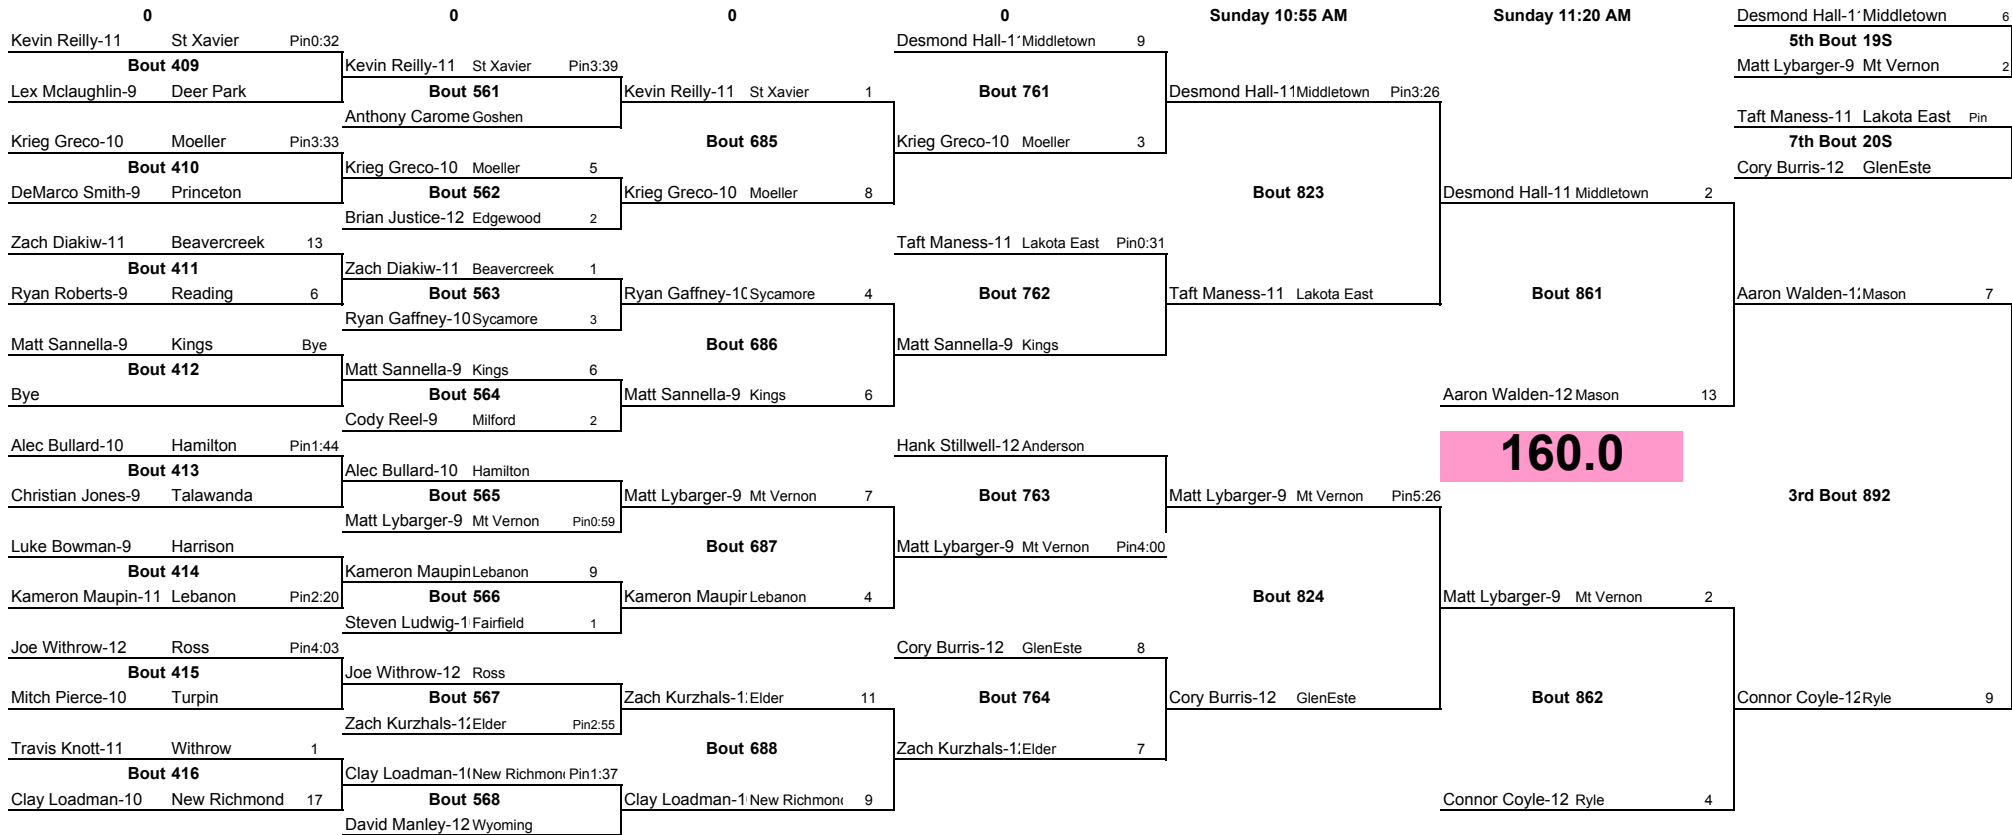 0 0 0 0 Sunday 10:55 AM Sunday 11:20 AM Desmond Hall-1 Middletown 6
Kevin Reilly-11 St Xavier Pin0:32 Desmond Hall-1 Middletown 9 5th Bout 19S
Bout 409 Kevin Reilly-11 St Xavier Pin3:39 Matt Lybarger-9 Mt Vernon 2
Lex Mclaughlin-9 Deer Park Bout 561 Kevin Reilly-11 St Xavier 1 Bout 761 Desmond Hall-11 Middletown Pin3:26
Anthony Carome Goshen Taft Maness-11 Lakota East Pin
Krieg Greco-10 Moeller Pin3:33 Bout 685 Krieg Greco-10 Moeller 3 7th Bout 20S
Bout 410 Krieg Greco-10 Moeller 5 Cory Burris-12 GlenEste
DeMarco Smith-9 Princeton Bout 562 Krieg Greco-10 Moeller 8 Bout 823 Desmond Hall-11 Middletown 2
Brian Justice-12 Edgewood 2
Zach Diakiw-11 Beavercreek 13 Taft Maness-11 Lakota East Pin0:31
Bout 411 Zach Diakiw-11 Beavercreek 1
Ryan Roberts-9 Reading 6 Bout 563 Ryan Gaffney-10 Sycamore 4 Bout 762 Taft Maness-11 Lakota East Bout 861 Aaron Walden-1 Mason 7
Ryan Gaffney-10 Sycamore 3
Matt Sannella-9 Kings Bye Bout 686 Matt Sannella-9 Kings
Bout 412 Matt Sannella-9 Kings 6
Bye Bout 564 Matt Sannella-9 Kings 6 Aaron Walden-12 Mason 13
Cody Reel-9 Milford 2
Alec Bullard-10 Hamilton Pin1:44 Hank Stillwell-12 Anderson 160.0
Bout 413 Alec Bullard-10 Hamilton
Christian Jones-9 Talawanda Bout 565 Matt Lybarger-9 Mt Vernon 7 Bout 763 Matt Lybarger-9 Mt Vernon Pin5:26 3rd Bout 892
Matt Lybarger-9 Mt Vernon Pin0:59
Luke Bowman-9 Harrison Bout 687 Matt Lybarger-9 Mt Vernon Pin4:00
Bout 414 Kameron Maupin Lebanon 9
Kameron Maupin-11 Lebanon Pin2:20 Bout 566 Kameron Maupin Lebanon 4 Bout 824 Matt Lybarger-9 Mt Vernon 2
Steven Ludwig-1 Fairfield 1
Joe Withrow-12 Ross Pin4:03 Cory Burris-12 GlenEste 8
Bout 415 Joe Withrow-12 Ross
Mitch Pierce-10 Turpin Bout 567 Zach Kurzhals-1 Elder 11 Bout 764 Cory Burris-12 GlenEste Bout 862 Connor Coyle-12 Ryle 9
Zach Kurzhals-12 Elder Pin2:55
Travis Knott-11 Withrow 1 Bout 688 Zach Kurzhals-1 Elder 7
Bout 416 Clay Loadman-1 New Richmon Pin1:37
Clay Loadman-10 New Richmond 17 Bout 568 Clay Loadman-1 New Richmond 9 Connor Coyle-12 Ryle 4
David Manley-12 Wyoming